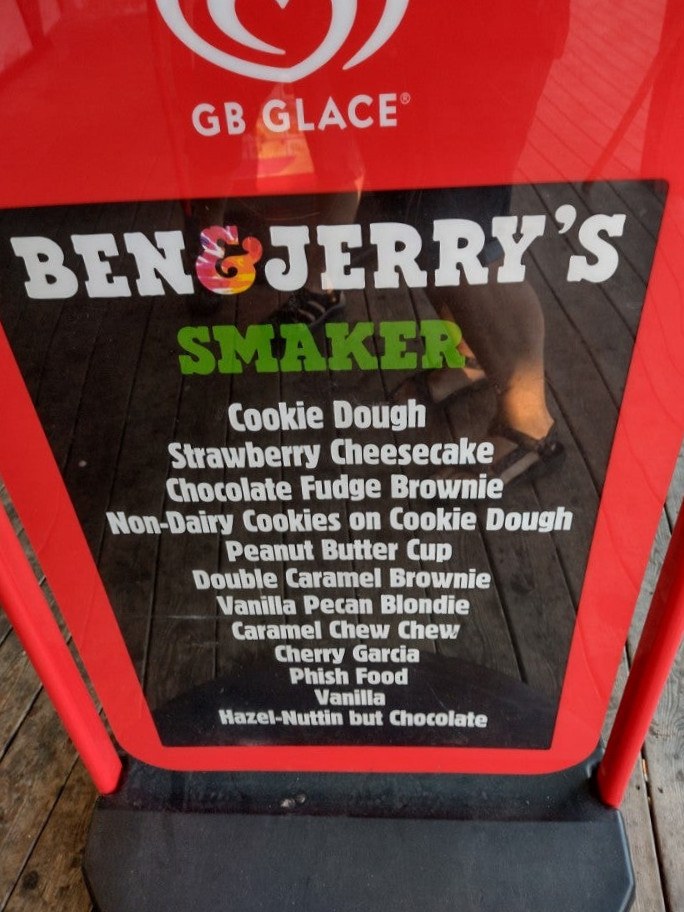 GB GLACE®
BEN & JERRY'S
SMAKER
Cookie Dough
Strawberry Cheesecake
Chocolate Fudge Brownie
Non-Dairy Cookies on Cookie Dough
Peanut Butter Cup
Double Caramel Brownie
Vanilla Pecan Blondie
Caramel Chew Chew
Cherry Garcia
Phish Food
Vanilla
Hazel-Nuttin but Chocolate